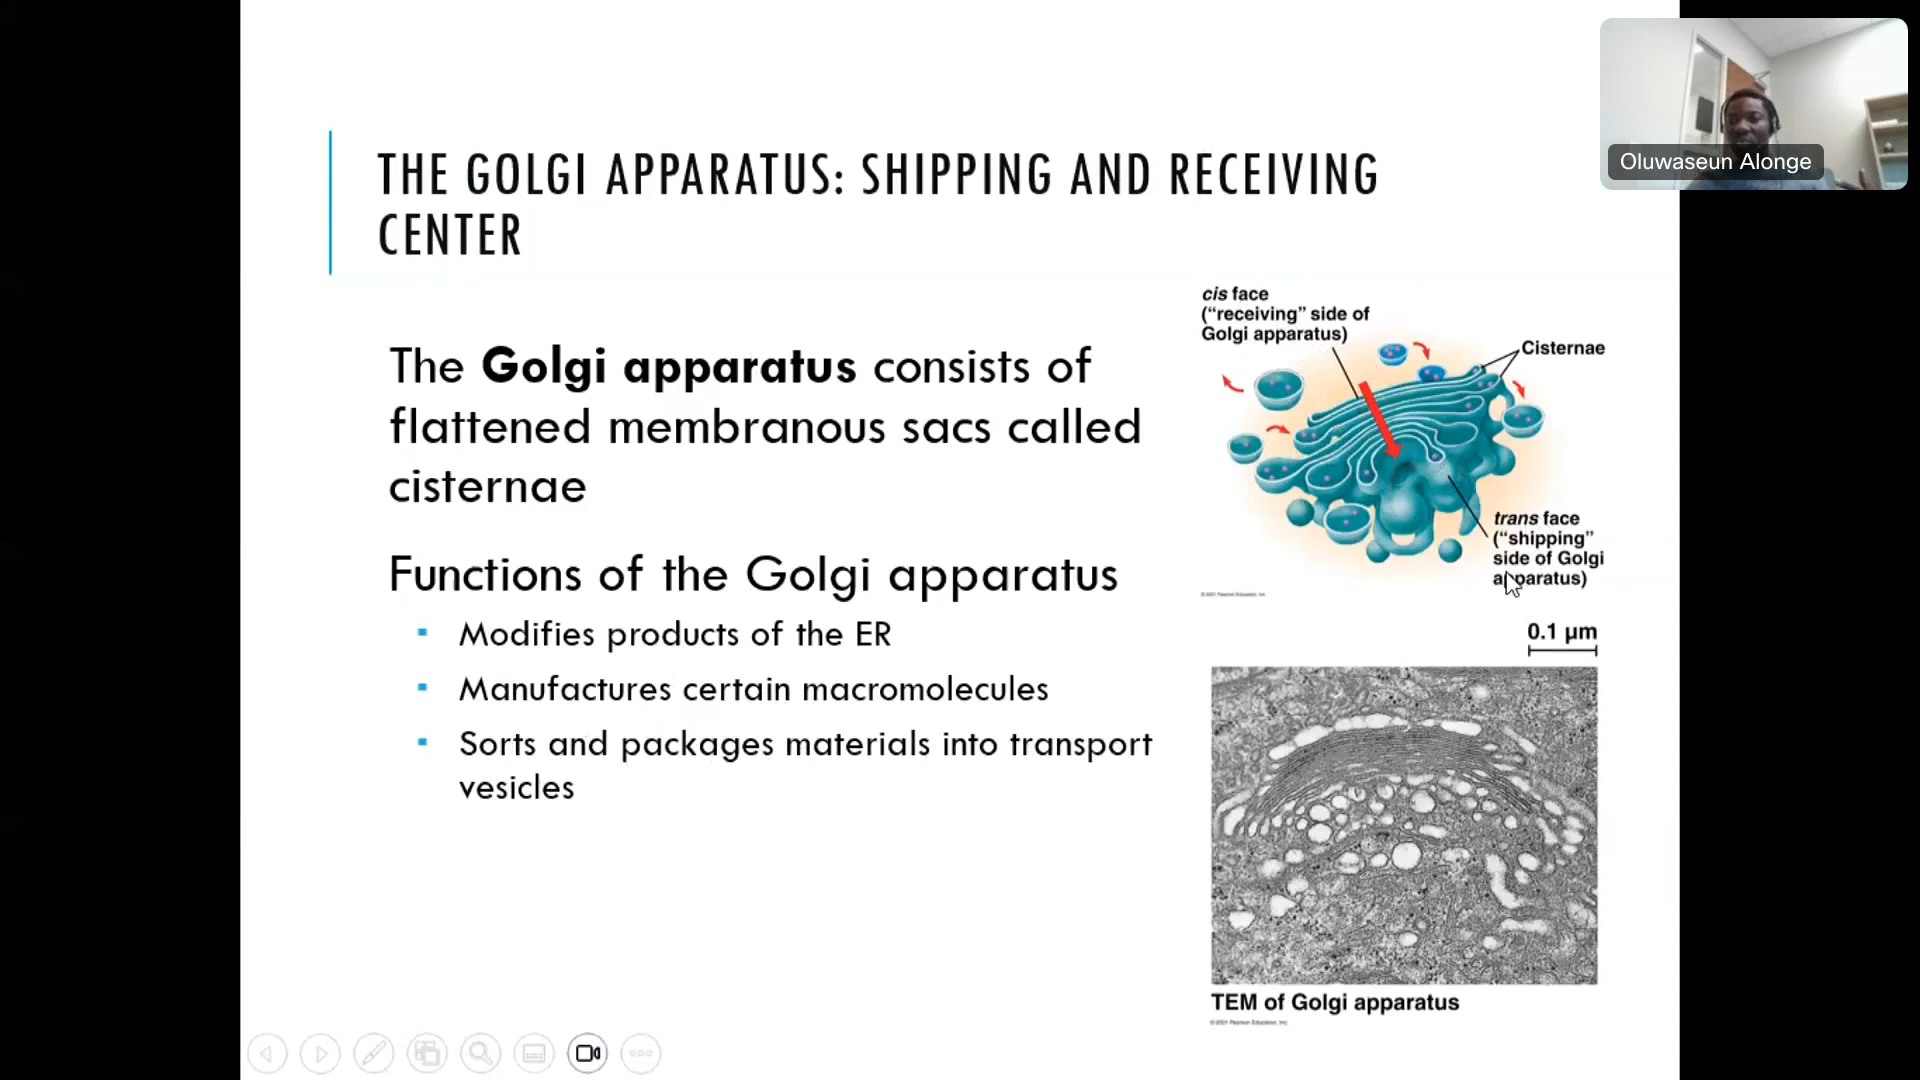 Oluwaseun Alonge
THE GOLGI APPARATUS: SHIPPING AND RECEIVING
CENTER
The Golgi apparatus consists of
flattened membranous sacs called
cisternae
Functions of the Golgi apparatus
▪ Modifies products of the ER
▪ Manufactures certain macromolecules
▪ Sorts and packages materials into transport
vesicles
cis face
(“receiving” side of
Golgi apparatus)
Cisternae
trans face
(“shipping”
side of Golgi
apparatus)
0.1 µm
TEM of Golgi apparatus